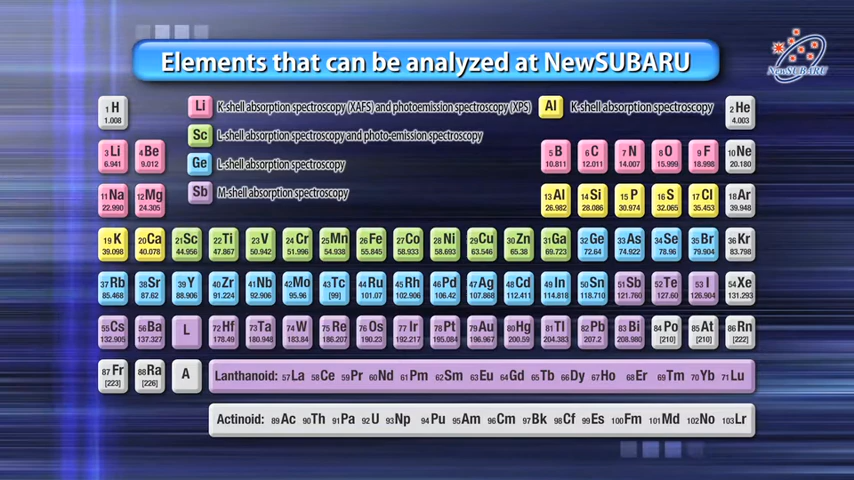 Elements that can be analyzed at NewSUBARU
NewSUBARU
Li K-shell absorption spectroscopy (XAFS) and photoemission spectroscopy (XPS) Al K-shell absorption spectroscopy
Sc L-shell absorption spectroscopy and photo-emission spectroscopy
Ge L-shell absorption spectroscopy
Sb M-shell absorption spectroscopy
1 H 2 He
1.008 4.003
3 Li 4 Be 5 B 6 C 7 N 8 O 9 F 10 Ne
6.941 9.012 10.811 12.011 14.007 15.999 18.998 20.180
11 Na 12 Mg 13 Al 14 Si 15 P 16 S 17 Cl 18 Ar
22.990 24.305 26.982 28.086 30.974 32.065 35.453 39.948
19 K 20 Ca 21 Sc 22 Ti 23 V 24 Cr 25 Mn 26 Fe 27 Co 28 Ni 29 Cu 30 Zn 31 Ga 32 Ge 33 As 34 Se 35 Br 36 Kr
39.098 40.078 44.956 47.867 50.942 51.996 54.938 55.845 58.933 58.693 63.546 65.38 69.723 72.64 74.922 78.96 79.904 83.798
37 Rb 38 Sr 39 Y 40 Zr 41 Nb 42 Mo 43 Tc 44 Ru 45 Rh 46 Pd 47 Ag 48 Cd 49 In 50 Sn 51 Sb 52 Te 53 I 54 Xe
85.468 87.62 88.906 91.224 92.906 95.96 [99] 101.07 102.906 106.42 107.868 112.411 114.818 118.710 121.760 127.60 126.904 131.293
55 Cs 56 Ba L 72 Hf 73 Ta 74 W 75 Re 76 Os 77 Ir 78 Pt 79 Au 80 Hg 81 Tl 82 Pb 83 Bi 84 Po 85 At 86 Rn
132.905 137.327 178.49 180.948 183.84 186.207 190.23 192.217 195.084 196.967 200.59 204.383 207.2 208.980 [210] [210] [222]
87 Fr 88 Ra A
[223] [226]
Lanthanoid: 57 La 58 Ce 59 Pr 60 Nd 61 Pm 62 Sm 63 Eu 64 Gd 65 Tb 66 Dy 67 Ho 68 Er 69 Tm 70 Yb 71 Lu
Actinoid: 89 Ac 90 Th 91 Pa 92 U 93 Np 94 Pu 95 Am 96 Cm 97 Bk 98 Cf 99 Es 100 Fm 101 Md 102 No 103 Lr